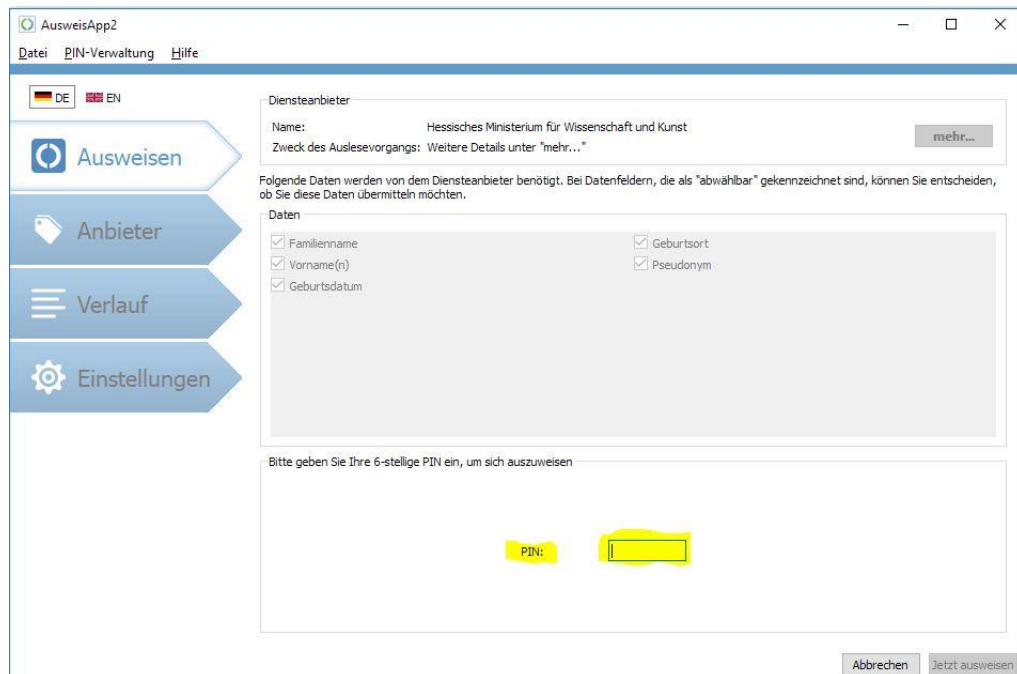 AusweisApp2
Datei PIN-Verwaltung Hilfe
DE EN
Ausweisen
Anbieter
Verlauf
Einstellungen
Diensteanbieter
Name: Hessisches Ministerium für Wissenschaft und Kunst
Zweck des Auslesevorgangs: Weitere Details unter "mehr..."
mehr...
Folgende Daten werden von dem Diensteanbieter benötigt. Bei Datenfeldern, die als "abwählbar" gekennzeichnet sind, können Sie entscheiden,
ob Sie diese Daten übermitteln möchten.
Daten
Familienname
Vorname(n)
Geburtsdatum
Geburtsort
Pseudonym
Bitte geben Sie Ihre 6-stellige PIN ein, um sich auszuweisen
PIN:
Abbrechen
Jetzt ausweisen